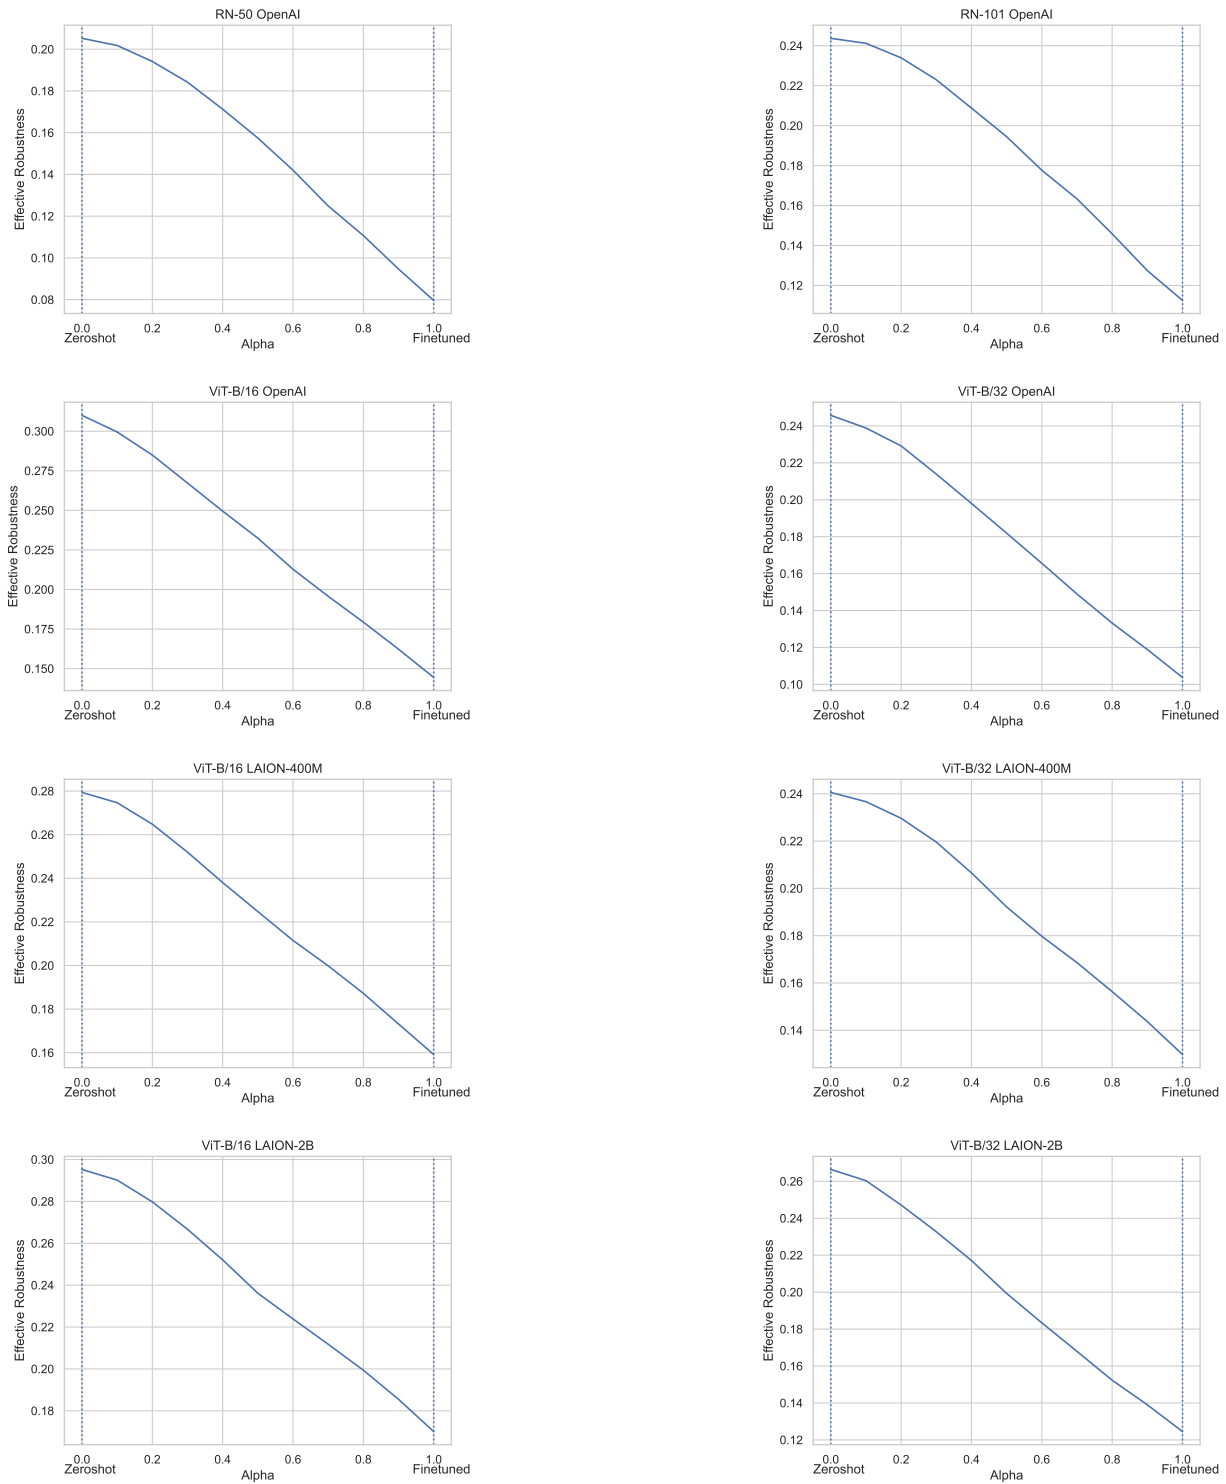 RN-50 OpenAI
Effective Robustness
0.20
0.18
0.16
0.14
0.12
0.10
0.08
0.0 0.2 0.4 0.6 0.8 1.0
Zeroshot Alpha Finetuned
RN-101 OpenAI
Effective Robustness
0.24
0.22
0.20
0.18
0.16
0.14
0.12
0.0 0.2 0.4 0.6 0.8 1.0
Zeroshot Alpha Finetuned
ViT-B/16 OpenAI
Effective Robustness
0.300
0.275
0.250
0.225
0.200
0.175
0.150
0.0 0.2 0.4 0.6 0.8 1.0
Zeroshot Alpha Finetuned
ViT-B/32 OpenAI
Effective Robustness
0.24
0.22
0.20
0.18
0.16
0.14
0.12
0.10
0.0 0.2 0.4 0.6 0.8 1.0
Zeroshot Alpha Finetuned
ViT-B/16 LAION-400M
Effective Robustness
0.28
0.26
0.24
0.22
0.20
0.18
0.16
0.0 0.2 0.4 0.6 0.8 1.0
Zeroshot Alpha Finetuned
ViT-B/32 LAION-400M
Effective Robustness
0.24
0.22
0.20
0.18
0.16
0.14
0.0 0.2 0.4 0.6 0.8 1.0
Zeroshot Alpha Finetuned
ViT-B/16 LAION-2B
Effective Robustness
0.30
0.28
0.26
0.24
0.22
0.20
0.18
0.0 0.2 0.4 0.6 0.8 1.0
Zeroshot Alpha Finetuned
ViT-B/32 LAION-2B
Effective Robustness
0.26
0.24
0.22
0.20
0.18
0.16
0.14
0.12
0.0 0.2 0.4 0.6 0.8 1.0
Zeroshot Alpha Finetuned